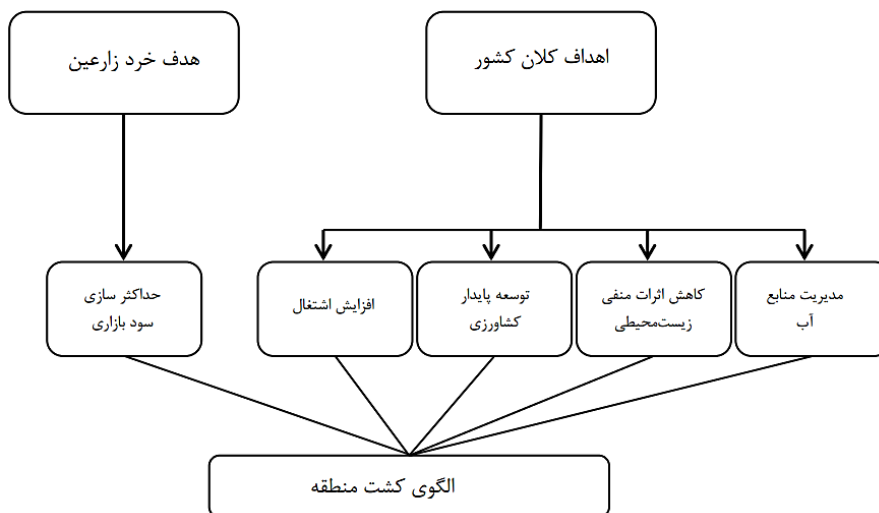 اهداف کلان کشور
هدف خرد زارعین
مدیریت منابع
آب
کاهش اثرات منفی
زیست‌محیطی
توسعه پایدار
کشاورزی
افزایش اشتغال
حداکثر سازی
سود بازاری
الگوی کشت منطقه